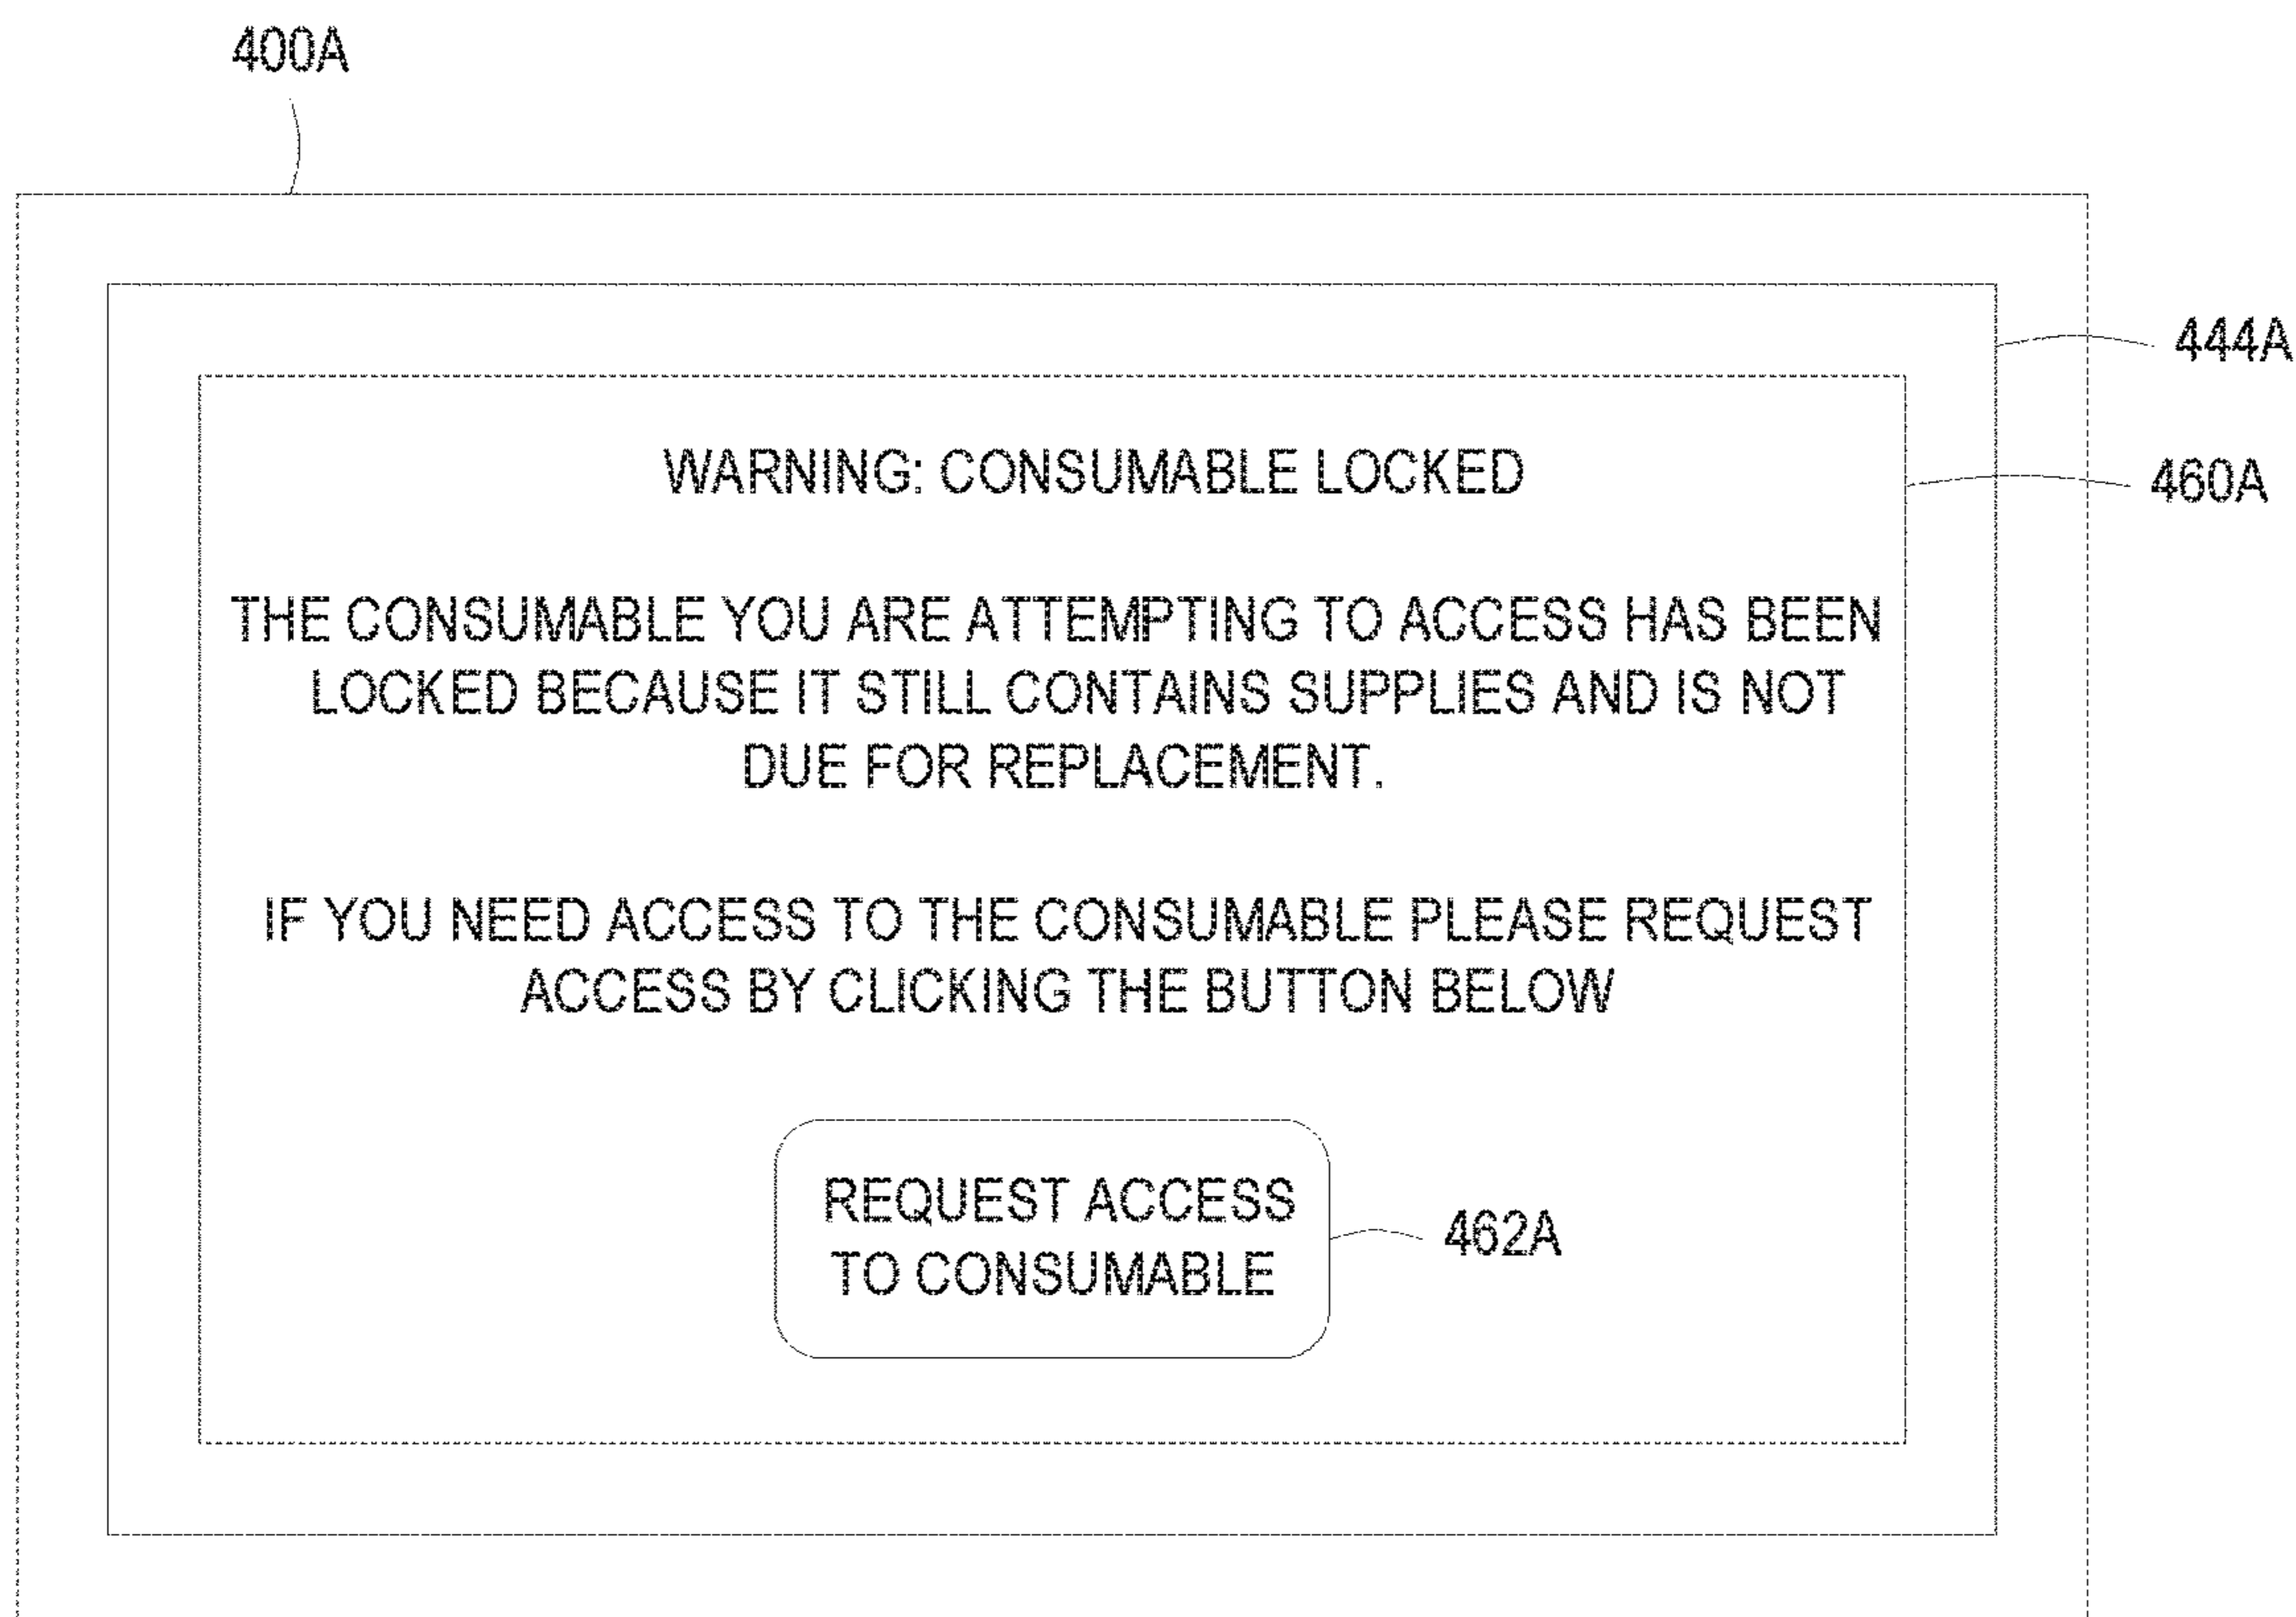 400A
444A
WARNING: CONSUMABLE LOCKED
460A
THE CONSUMABLE YOU ARE ATTEMPTING TO ACCESS HAS BEEN
LOCKED BECAUSE IT STILL CONTAINS SUPPLIES AND IS NOT
DUE FOR REPLACEMENT.
IF YOU NEED ACCESS TO THE CONSUMABLE PLEASE REQUEST
ACCESS BY CLICKING THE BUTTON BELOW
REQUEST ACCESS
TO CONSUMABLE
462A